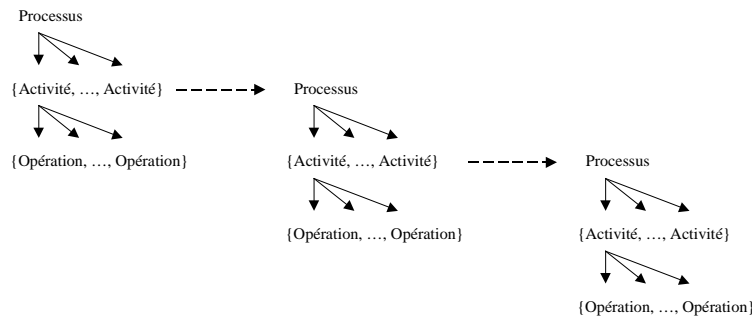 Processus
{Activité, …, Activité}
{Opération, …, Opération}
Processus
{Activité, …, Activité}
{Opération, …, Opération}
Processus
{Activité, …, Activité}
{Opération, …, Opération}